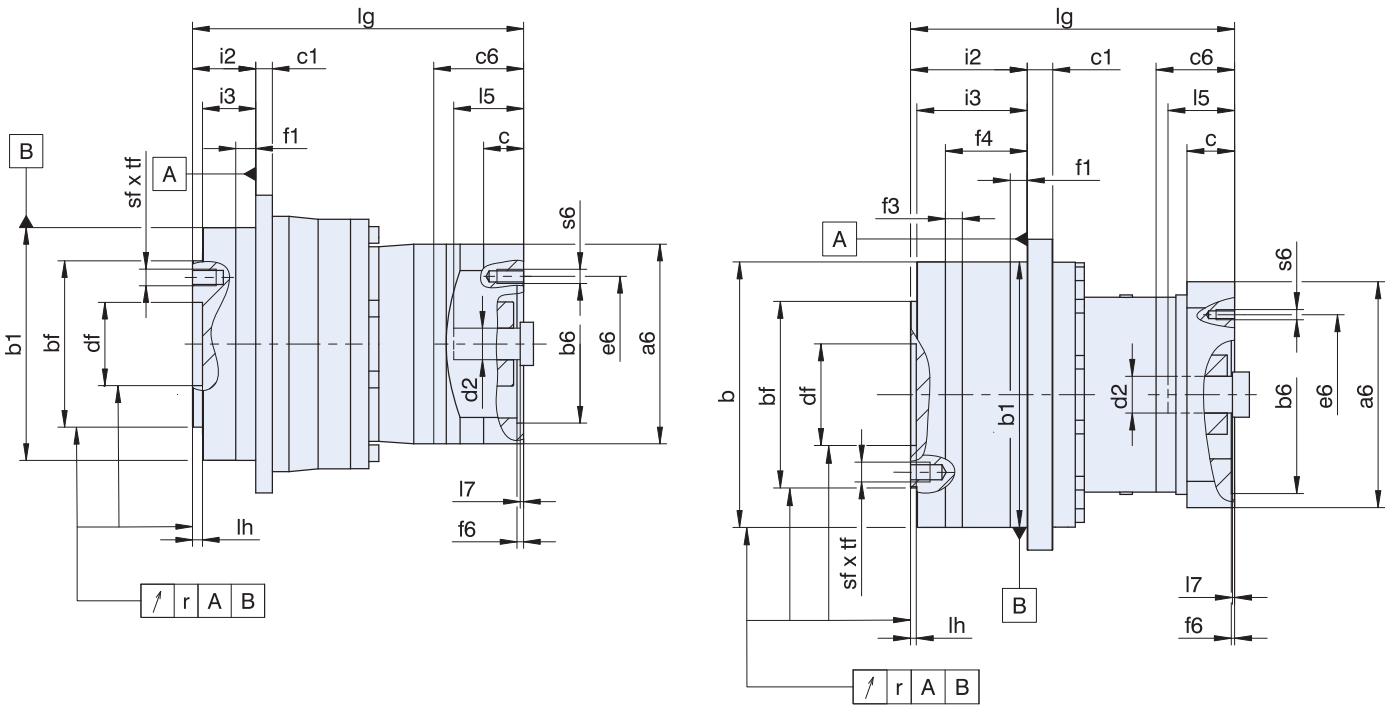 lg
i2 c1 c6
i3 l5
f1 c
B
A
sf x tf
s6
b1
bf
df
d2
b6
e6
a6
l7
lh f6
r A B
lg
i2 c1 c6
i3 l5
f4 c
f1
f3
A
s6
b
bf
df
b1
d2
b6
e6
a6
sf x tf
B
l7
lh f6
r A B